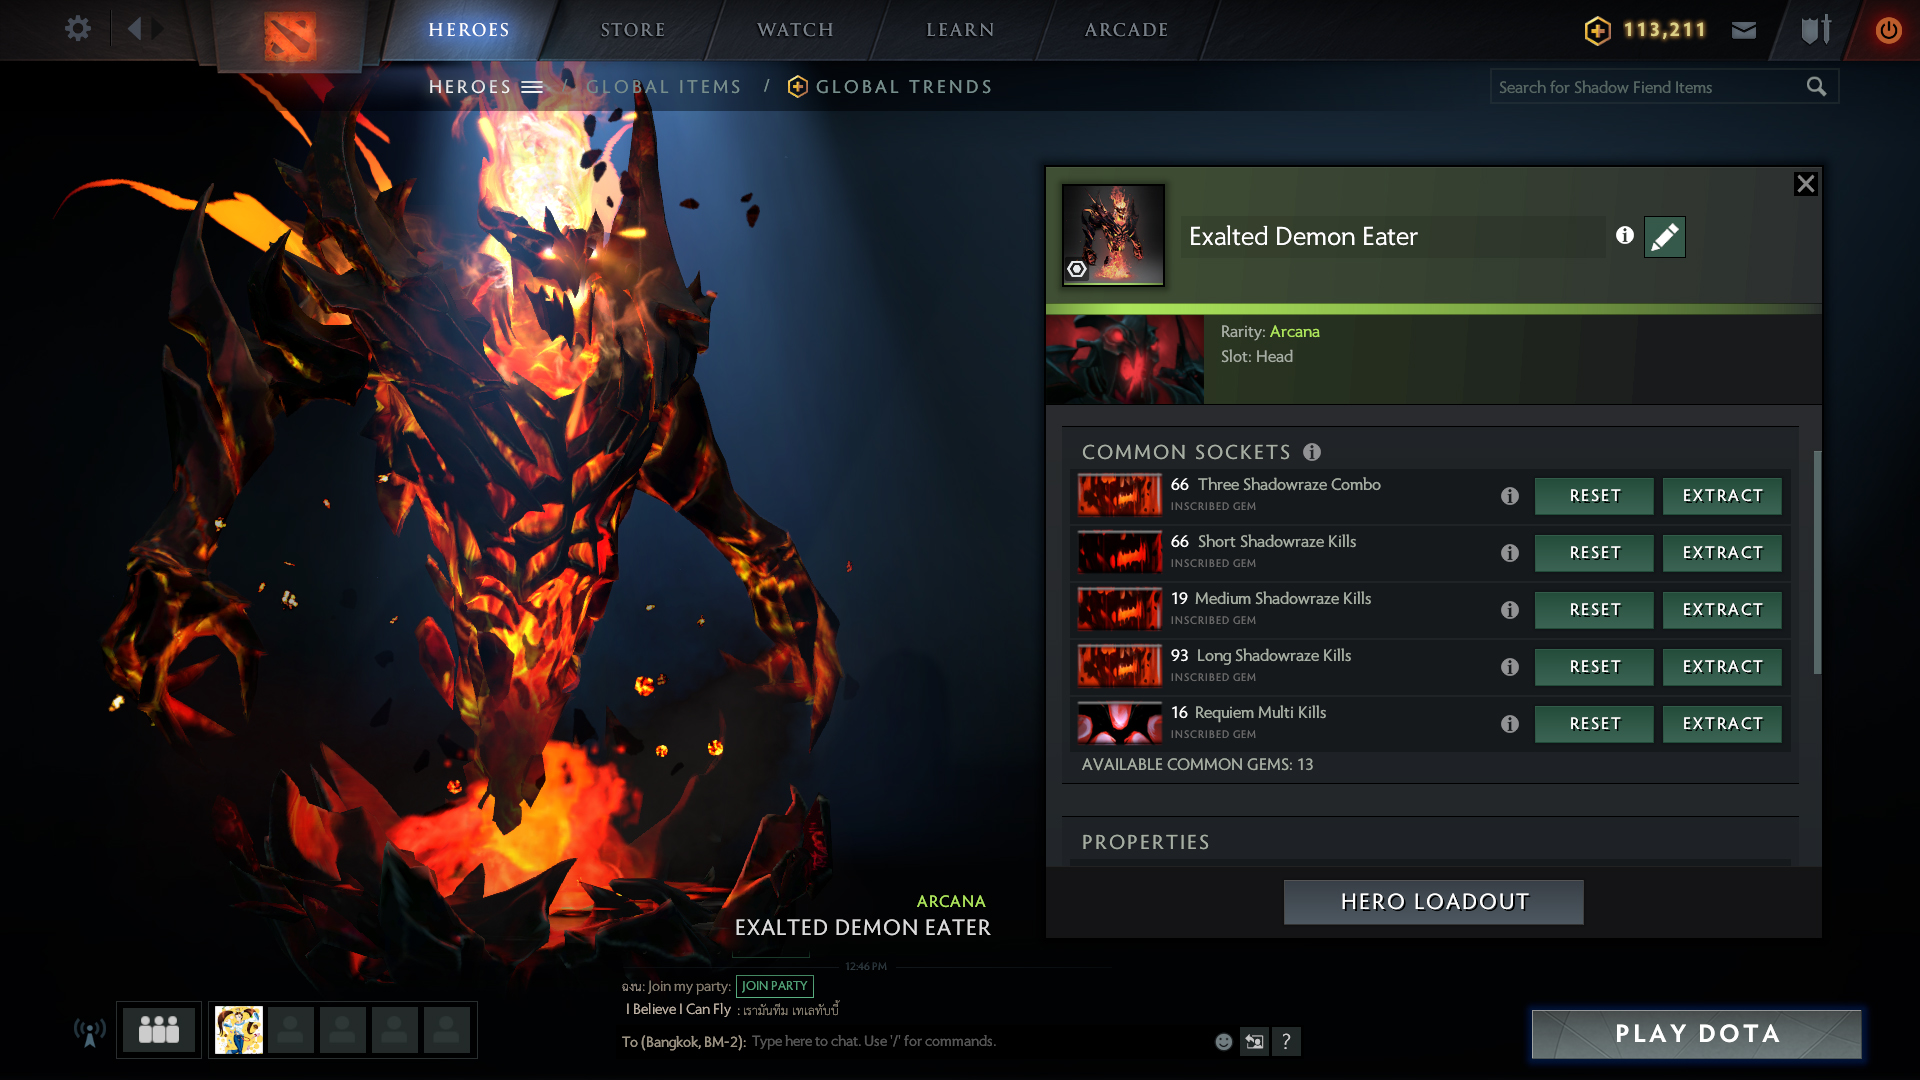 HEROES
STORE
WATCH
LEARN
ARCADE
113,211
HEROES / GLOBAL ITEMS / GLOBAL TRENDS
Search for Shadow Fiend Items
Exalted Demon Eater
Rarity: Arcana
Slot: Head
COMMON SOCKETS
66 Three Shadowraze Combo
INSCRIBED GEM
RESET
EXTRACT
66 Short Shadowraze Kills
INSCRIBED GEM
RESET
EXTRACT
19 Medium Shadowraze Kills
INSCRIBED GEM
RESET
EXTRACT
93 Long Shadowraze Kills
INSCRIBED GEM
RESET
EXTRACT
16 Requiem Multi Kills
INSCRIBED GEM
RESET
EXTRACT
AVAILABLE COMMON GEMS: 13
PROPERTIES
HERO LOADOUT
ARCANA
EXALTED DEMON EATER
12:46 PM
ฉงน: Join my party: JOIN PARTY
I Believe I Can Fly : เรามันทีม เทเลทับบี้
To (Bangkok, BM-2): Type here to chat. Use '/' for commands.
?
PLAY DOTA